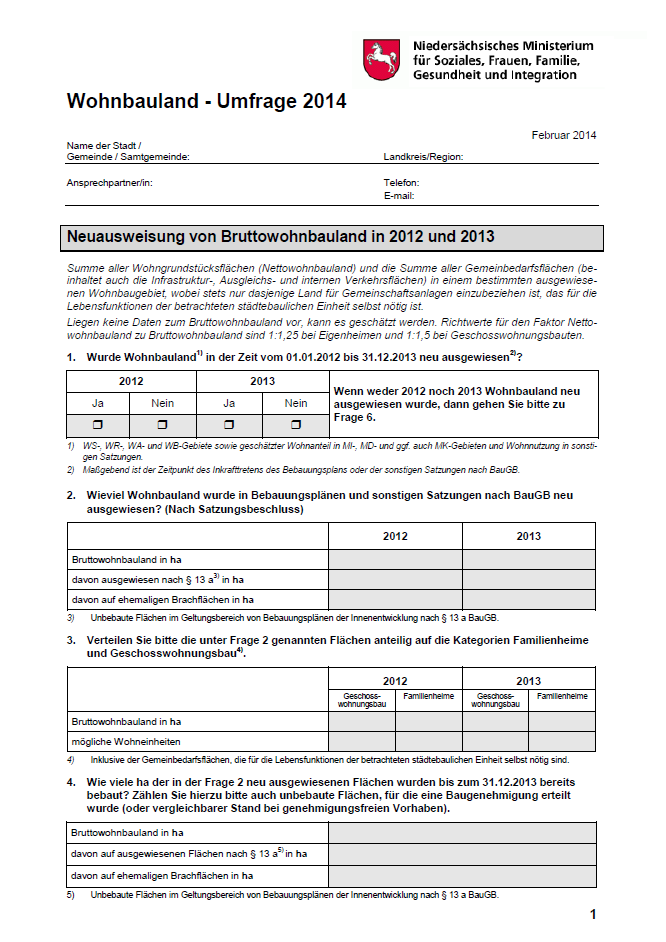 Niedersächsisches Ministerium
für Soziales, Frauen, Familie,
Gesundheit und Integration
Wohnbauland - Umfrage 2014
Februar 2014
Name der Stadt /
Gemeinde / Samtgemeinde: Landkreis/Region:
Ansprechpartner/in: Telefon:
E-mail:
Neuausweisung von Bruttowohnbauland in 2012 und 2013
Summe aller Wohngrundstücksflächen (Nettowohnbauland) und die Summe aller Gemeinbedarfsflächen (be-
inhaltet auch die Infrastruktur-, Ausgleichs- und internen Verkehrsflächen) in einem bestimmten ausgewiese-
nen Wohnbaugebiet, wobei stets nur dasjenige Land für Gemeinschaftsanlagen einzubeziehen ist, das für die
Lebensfunktionen der betrachteten städtebaulichen Einheit selbst nötig ist.
Liegen keine Daten zum Bruttowohnbauland vor, kann es geschätzt werden. Richtwerte für den Faktor Netto-
wohnbauland zu Bruttowohnbauland sind 1:1,25 bei Eigenheimen und 1:1,5 bei Geschosswohnungsbauten.
1. Wurde Wohnbauland1) in der Zeit vom 01.01.2012 bis 31.12.2013 neu ausgewiesen2)?
2012 2013
Ja Nein Ja Nein
Wenn weder 2012 noch 2013 Wohnbauland neu
ausgewiesen wurde, dann gehen Sie bitte zu
Frage 6.
1) WS-, WR-, WA- und WB-Gebiete sowie geschätzter Wohnanteil in MI-, MD- und ggf. auch MK-Gebieten und Wohnnutzung in sonsti-
gen Satzungen.
2) Maßgebend ist der Zeitpunkt des Inkrafttretens des Bebauungsplans oder der sonstigen Satzungen nach BauGB.
2. Wieviel Wohnbauland wurde in Bebauungsplänen und sonstigen Satzungen nach BauGB neu
ausgewiesen? (Nach Satzungsbeschluss)
2012 2013
Bruttowohnbauland in ha
davon ausgewiesen nach § 13 a3) in ha
davon auf ehemaligen Brachflächen in ha
3) Unbebaute Flächen im Geltungsbereich von Bebauungsplänen der Innenentwicklung nach § 13 a BauGB.
3. Verteilen Sie bitte die unter Frage 2 genannten Flächen anteilig auf die Kategorien Familienheime
und Geschosswohnungsbau4).
2012 2013
Geschoss- Familienheime Geschoss- Familienheime
wohnungsbau wohnungsbau
Bruttowohnbauland in ha
mögliche Wohneinheiten
4) Inklusive der Gemeinbedarfsflächen, die für die Lebensfunktionen der betrachteten städtebaulichen Einheit selbst nötig sind.
4. Wie viele ha der in der Frage 2 neu ausgewiesenen Flächen wurden bis zum 31.12.2013 bereits
bebaut? Zählen Sie hierzu bitte auch unbebaute Flächen, für die eine Baugenehmigung erteilt
wurde (oder vergleichbarer Stand bei genehmigungsfreien Vorhaben).
Bruttowohnbauland in ha
davon auf ausgewiesenen Flächen nach § 13 a5) in ha
davon auf ehemaligen Brachflächen in ha
5) Unbebaute Flächen im Geltungsbereich von Bebauungsplänen der Innenentwicklung nach § 13 a BauGB.
1